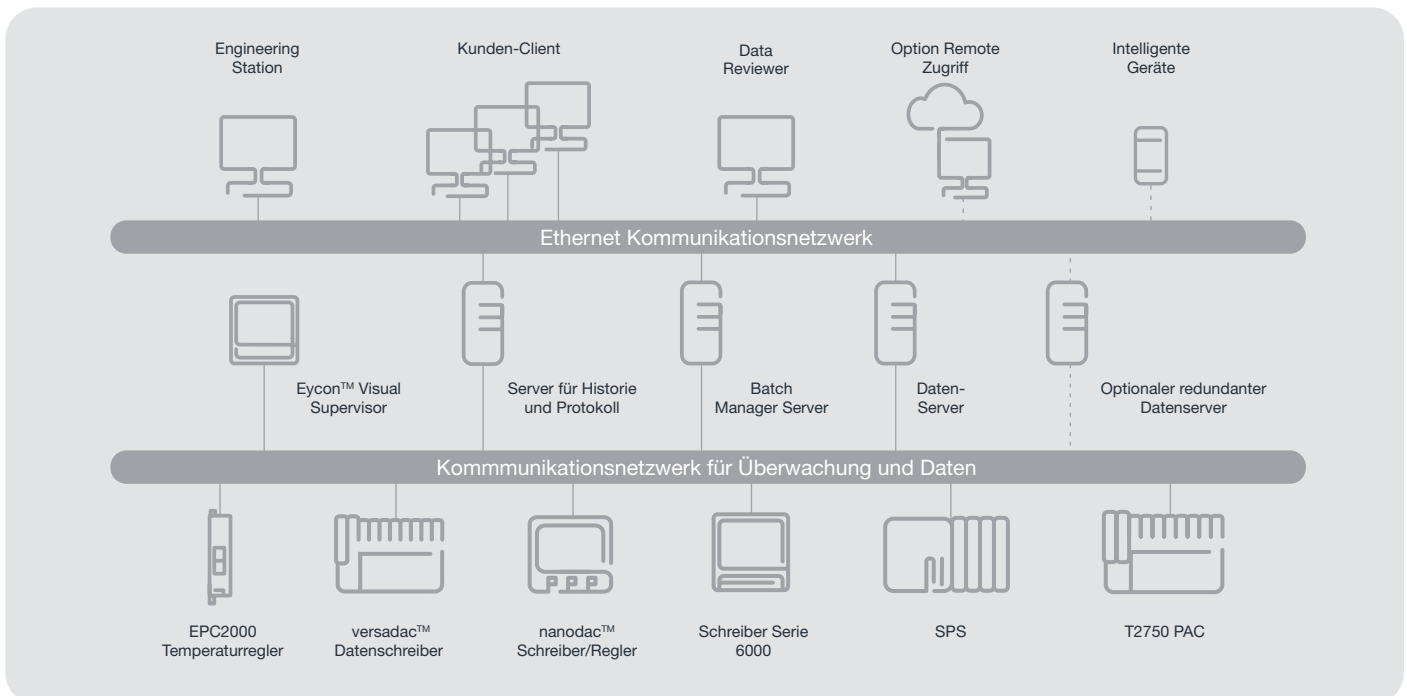 Engineering
Station
Kunden-Client
Data
Reviewer
Option Remote
Zugriff
Intelligente
Geräte
Ethernet Kommunikationsnetzwerk
Eycon™ Visual
Supervisor
Server für Historie
und Protokoll
Batch
Manager Server
Daten-
Server
Optionaler redundanter
Datenserver
Kommmunikationsnetzwerk für Überwachung und Daten
EPC2000
Temperaturregler
versadac™
Datenschreiber
nanodac™
Schreiber/Regler
Schreiber Serie
6000
SPS
T2750 PAC